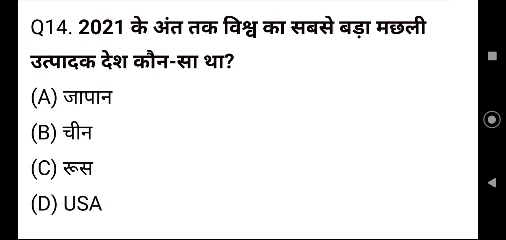 Q14. 2021 के अंत तक विश्व का सबसे बड़ा मछली
उत्पादक देश कौन-सा था?
(A) जापान
(B) चीन
(C) रूस
(D) USA